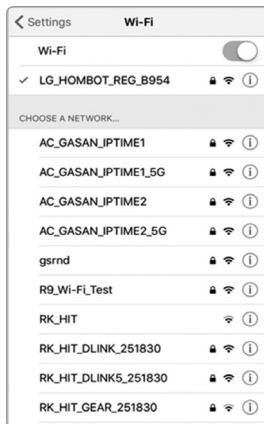 Settings Wi-Fi
Wi-Fi
LG_HOMBOT_REG_B954
CHOOSE A NETWORK...
AC_GASAN_IPTIME1
AC_GASAN_IPTIME1_5G
AC_GASAN_IPTIME2
AC_GASAN_IPTIME2_5G
gsrnd
R9_Wi-Fi_Test
RK_HIT
RK_HIT_DLINK_251830
RK_HIT_DLINK5_251830
RK_HIT_GEAR_251830